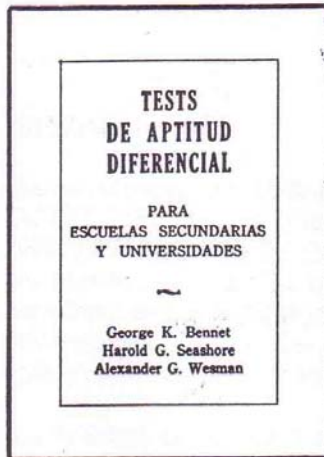 TESTS
DE APTITUD
DIFERENCIAL
PARA
ESCUELAS SECUNDARIAS
Y UNIVERSIDADES
George K. Bennet
Harold G. Seashore
Alexander G. Wesman